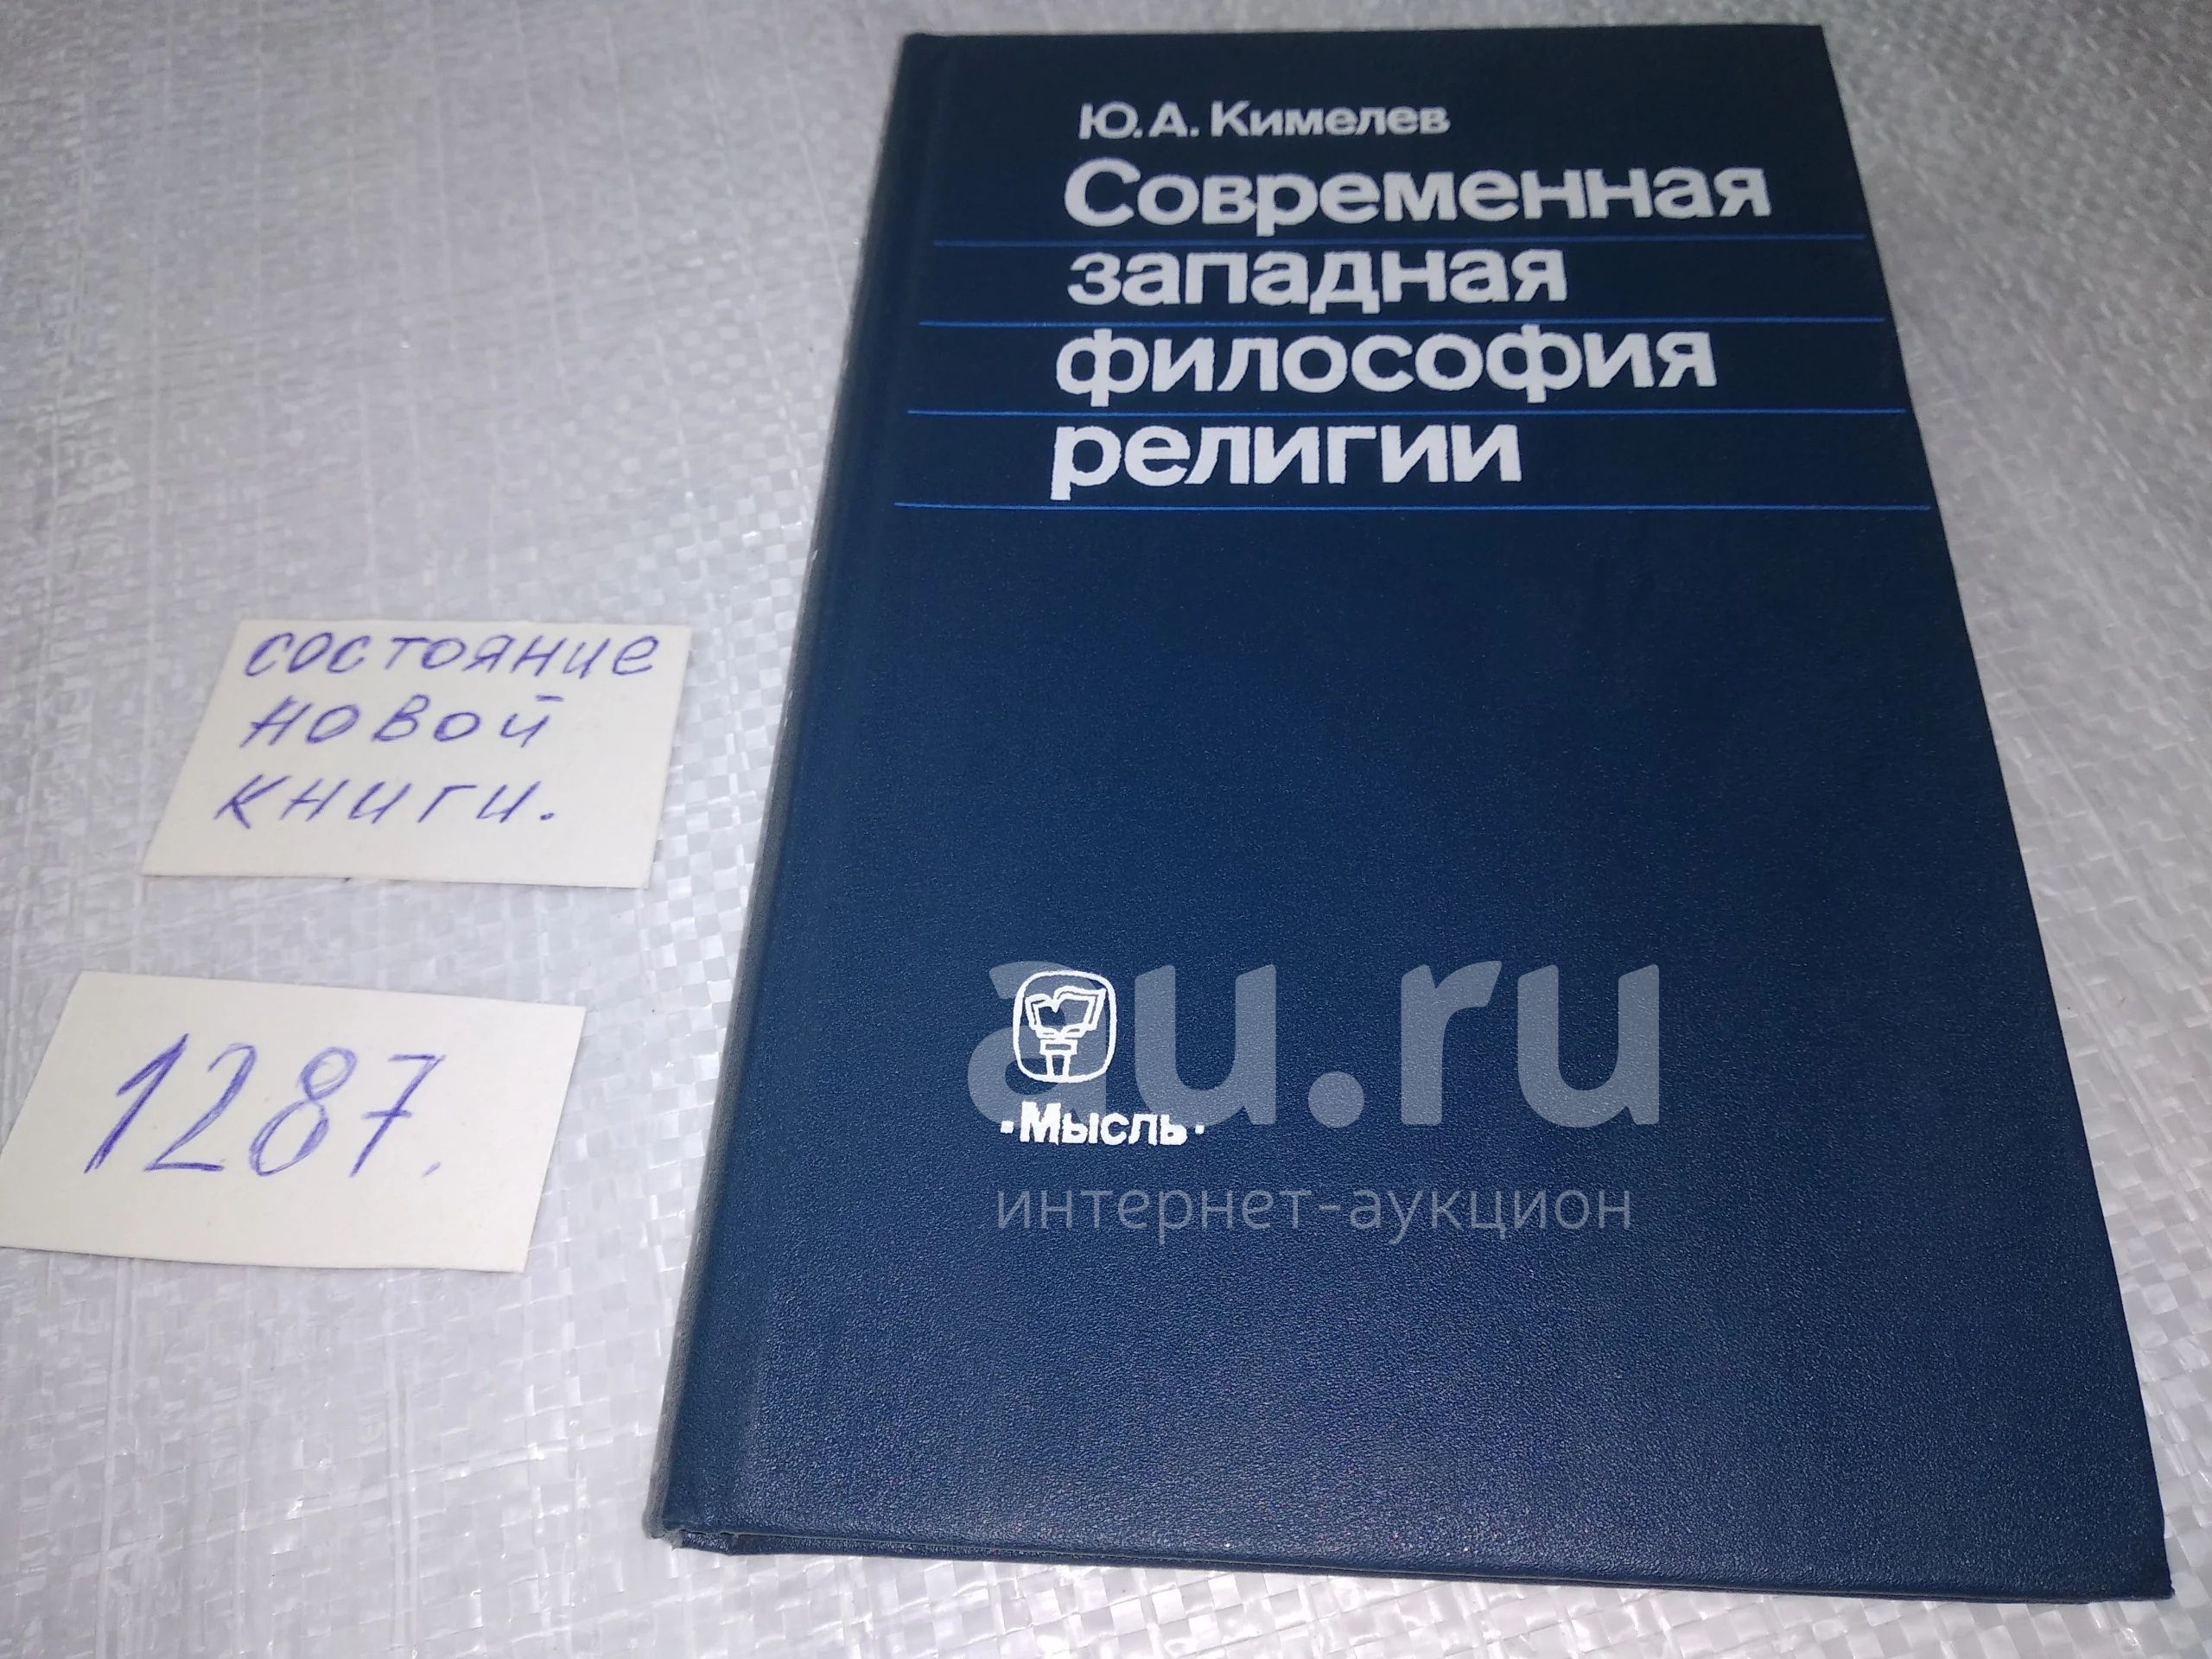 Ю.А. Кимелев
Современная
западная
философия
религии
состояние
новой
книги.
1287.
au.ru
·Мысль·
интернет-аукцион